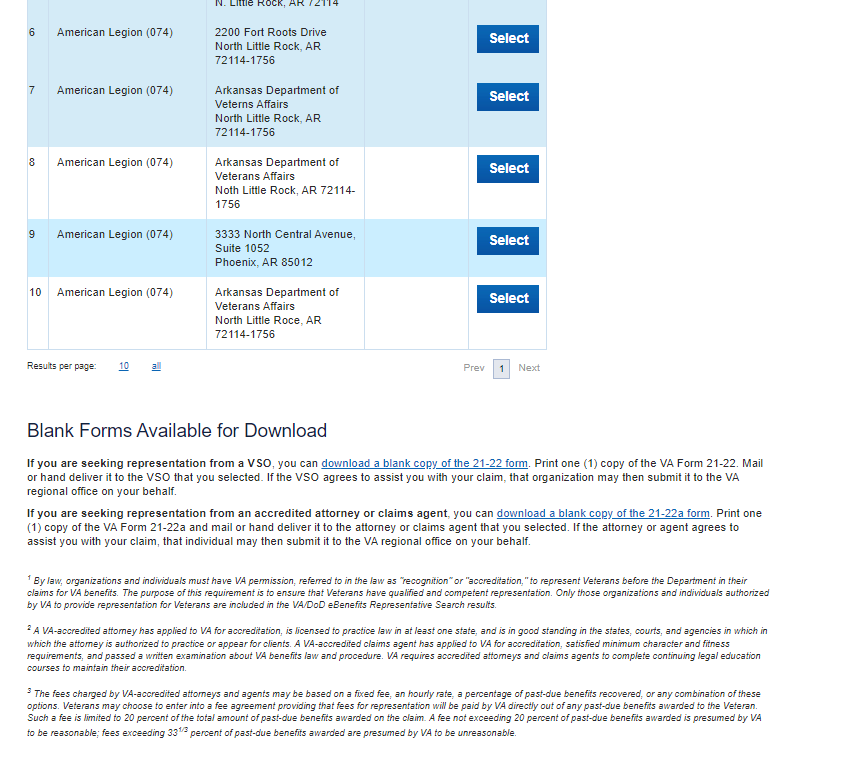 N. Little Rock, AR 72114
6 American Legion (074) 2200 Fort Roots Drive Select
North Little Rock, AR
72114-1756
7 American Legion (074) Arkansas Department of Select
Veterns Affairs
North Little Rock, AR
72114-1756
8 American Legion (074) Arkansas Department of Select
Veterans Affairs
Noth Little Rock, AR 72114-
1756
9 American Legion (074) 3333 North Central Avenue, Select
Suite 1052
Phoenix, AR 85012
10 American Legion (074) Arkansas Department of Select
Veterans Affairs
North Little Roce, AR
72114-1756
Results per page: 10 all Prev 1 Next
Blank Forms Available for Download
If you are seeking representation from a VSO, you can download a blank copy of the 21-22 form. Print one (1) copy of the VA Form 21-22. Mail
or hand deliver it to the VSO that you selected. If the VSO agrees to assist you with your claim, that organization may then submit it to the VA
regional office on your behalf.
If you are seeking representation from an accredited attorney or claims agent, you can download a blank copy of the 21-22a form. Print one
(1) copy of the VA Form 21-22a and mail or hand deliver it to the attorney or claims agent that you selected. If the attorney or agent agrees to
assist you with your claim, that individual may then submit it to the VA regional office on your behalf.
1 By law, organizations and individuals must have VA permission, referred to in the law as "recognition" or "accreditation," to represent Veterans before the Department in their
claims for VA benefits. The purpose of this requirement is to ensure that Veterans have qualified and competent representation. Only those organizations and individuals authorized
by VA to provide representation for Veterans are included in the VA/DoD eBenefits Representative Search results.
2 A VA-accredited attorney has applied to VA for accreditation, is licensed to practice law in at least one state, and is in good standing in the states, courts, and agencies in which in
which the attorney is authorized to practice or appear for clients. A VA-accredited claims agent has applied to VA for accreditation, satisfied minimum character and fitness
requirements, and passed a written examination about VA benefits law and procedure. VA requires accredited attorneys and claims agents to complete continuing legal education
courses to maintain their accreditation.
3 The fees charged by VA-accredited attorneys and agents may be based on a fixed fee, an hourly rate, a percentage of past-due benefits recovered, or any combination of these
options. Veterans may choose to enter into a fee agreement providing that fees for representation will be paid by VA directly out of any past-due benefits awarded to the Veteran.
Such a fee is limited to 20 percent of the total amount of past-due benefits awarded on the claim. A fee not exceeding 20 percent of past-due benefits awarded is presumed by VA
to be reasonable; fees exceeding 33 1/3 percent of past-due benefits awarded are presumed by VA to be unreasonable.